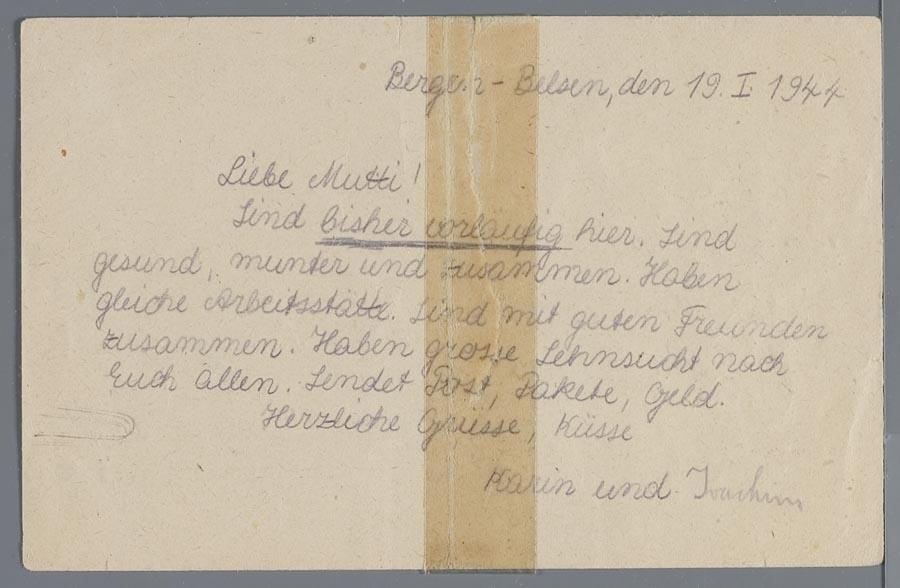 Bergen-Belsen, den 19. I. 1944
Liebe Mutti!
Sind bisher vorläufig hier. Sind
gesund, munter und zusammen. Haben
gleiche Arbeitsstätte. Sind mit guten Freunden
zusammen. Haben grosse Sehnsucht nach
Euch allen. Sendet Post, Pakete, Geld.
Herzliche Grüsse, Küsse
Karin und Joachim